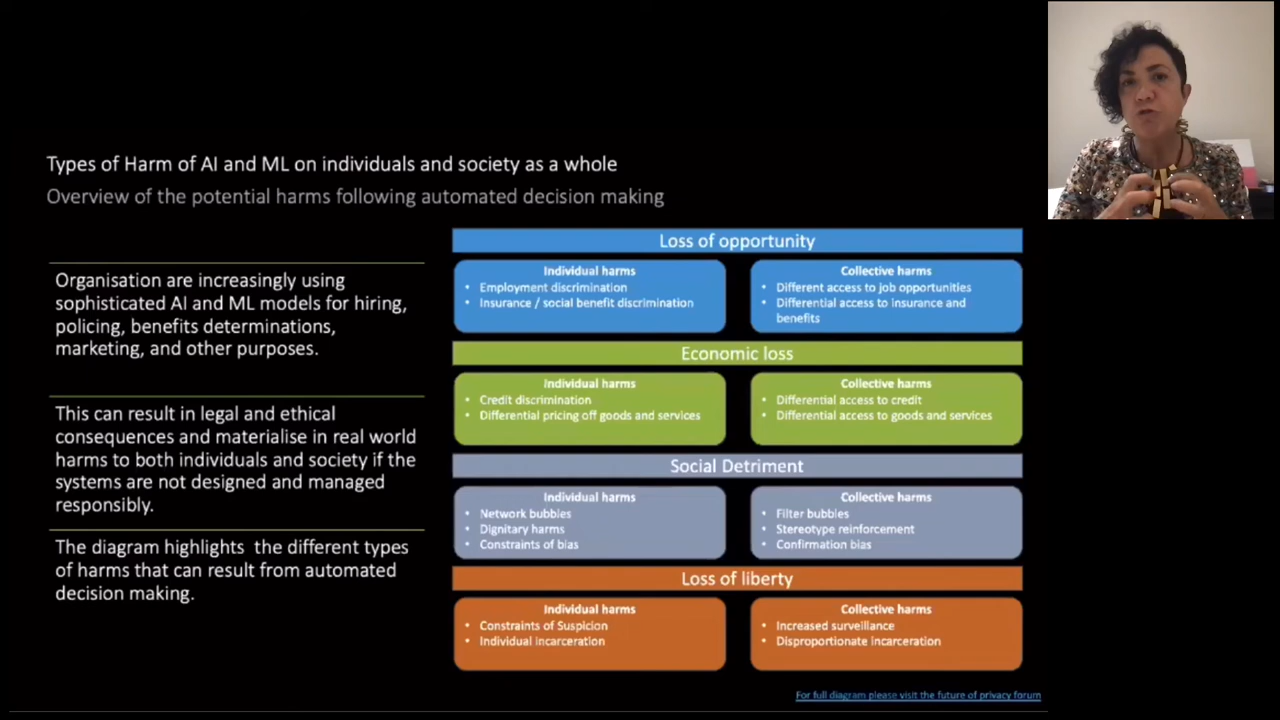 Types of Harm of AI and ML on individuals and society as a whole
Overview of the potential harms following automated decision making
Organisation are increasingly using
sophisticated AI and ML models for hiring,
policing, benefits determinations,
marketing, and other purposes.
This can result in legal and ethical
consequences and materialise in real world
harms to both individuals and society if the
systems are not designed and managed
responsibly.
The diagram highlights the different types
of harms that can result from automated
decision making.
Loss of opportunity
Individual harms
• Employment discrimination
• Insurance / social benefit discrimination
Collective harms
• Different access to job opportunities
• Differential access to insurance and
benefits
Economic loss
Individual harms
• Credit discrimination
• Differential pricing off goods and services
Collective harms
• Differential access to credit
• Differential access to goods and services
Social Detriment
Individual harms
• Network bubbles
• Dignitary harms
• Constraints of bias
Collective harms
• Filter bubbles
• Stereotype reinforcement
• Confirmation bias
Loss of liberty
Individual harms
• Constraints of Suspicion
• Individual incarceration
Collective harms
• Increased surveillance
• Disproportionate incarceration
For full diagram please visit the future of privacy forum